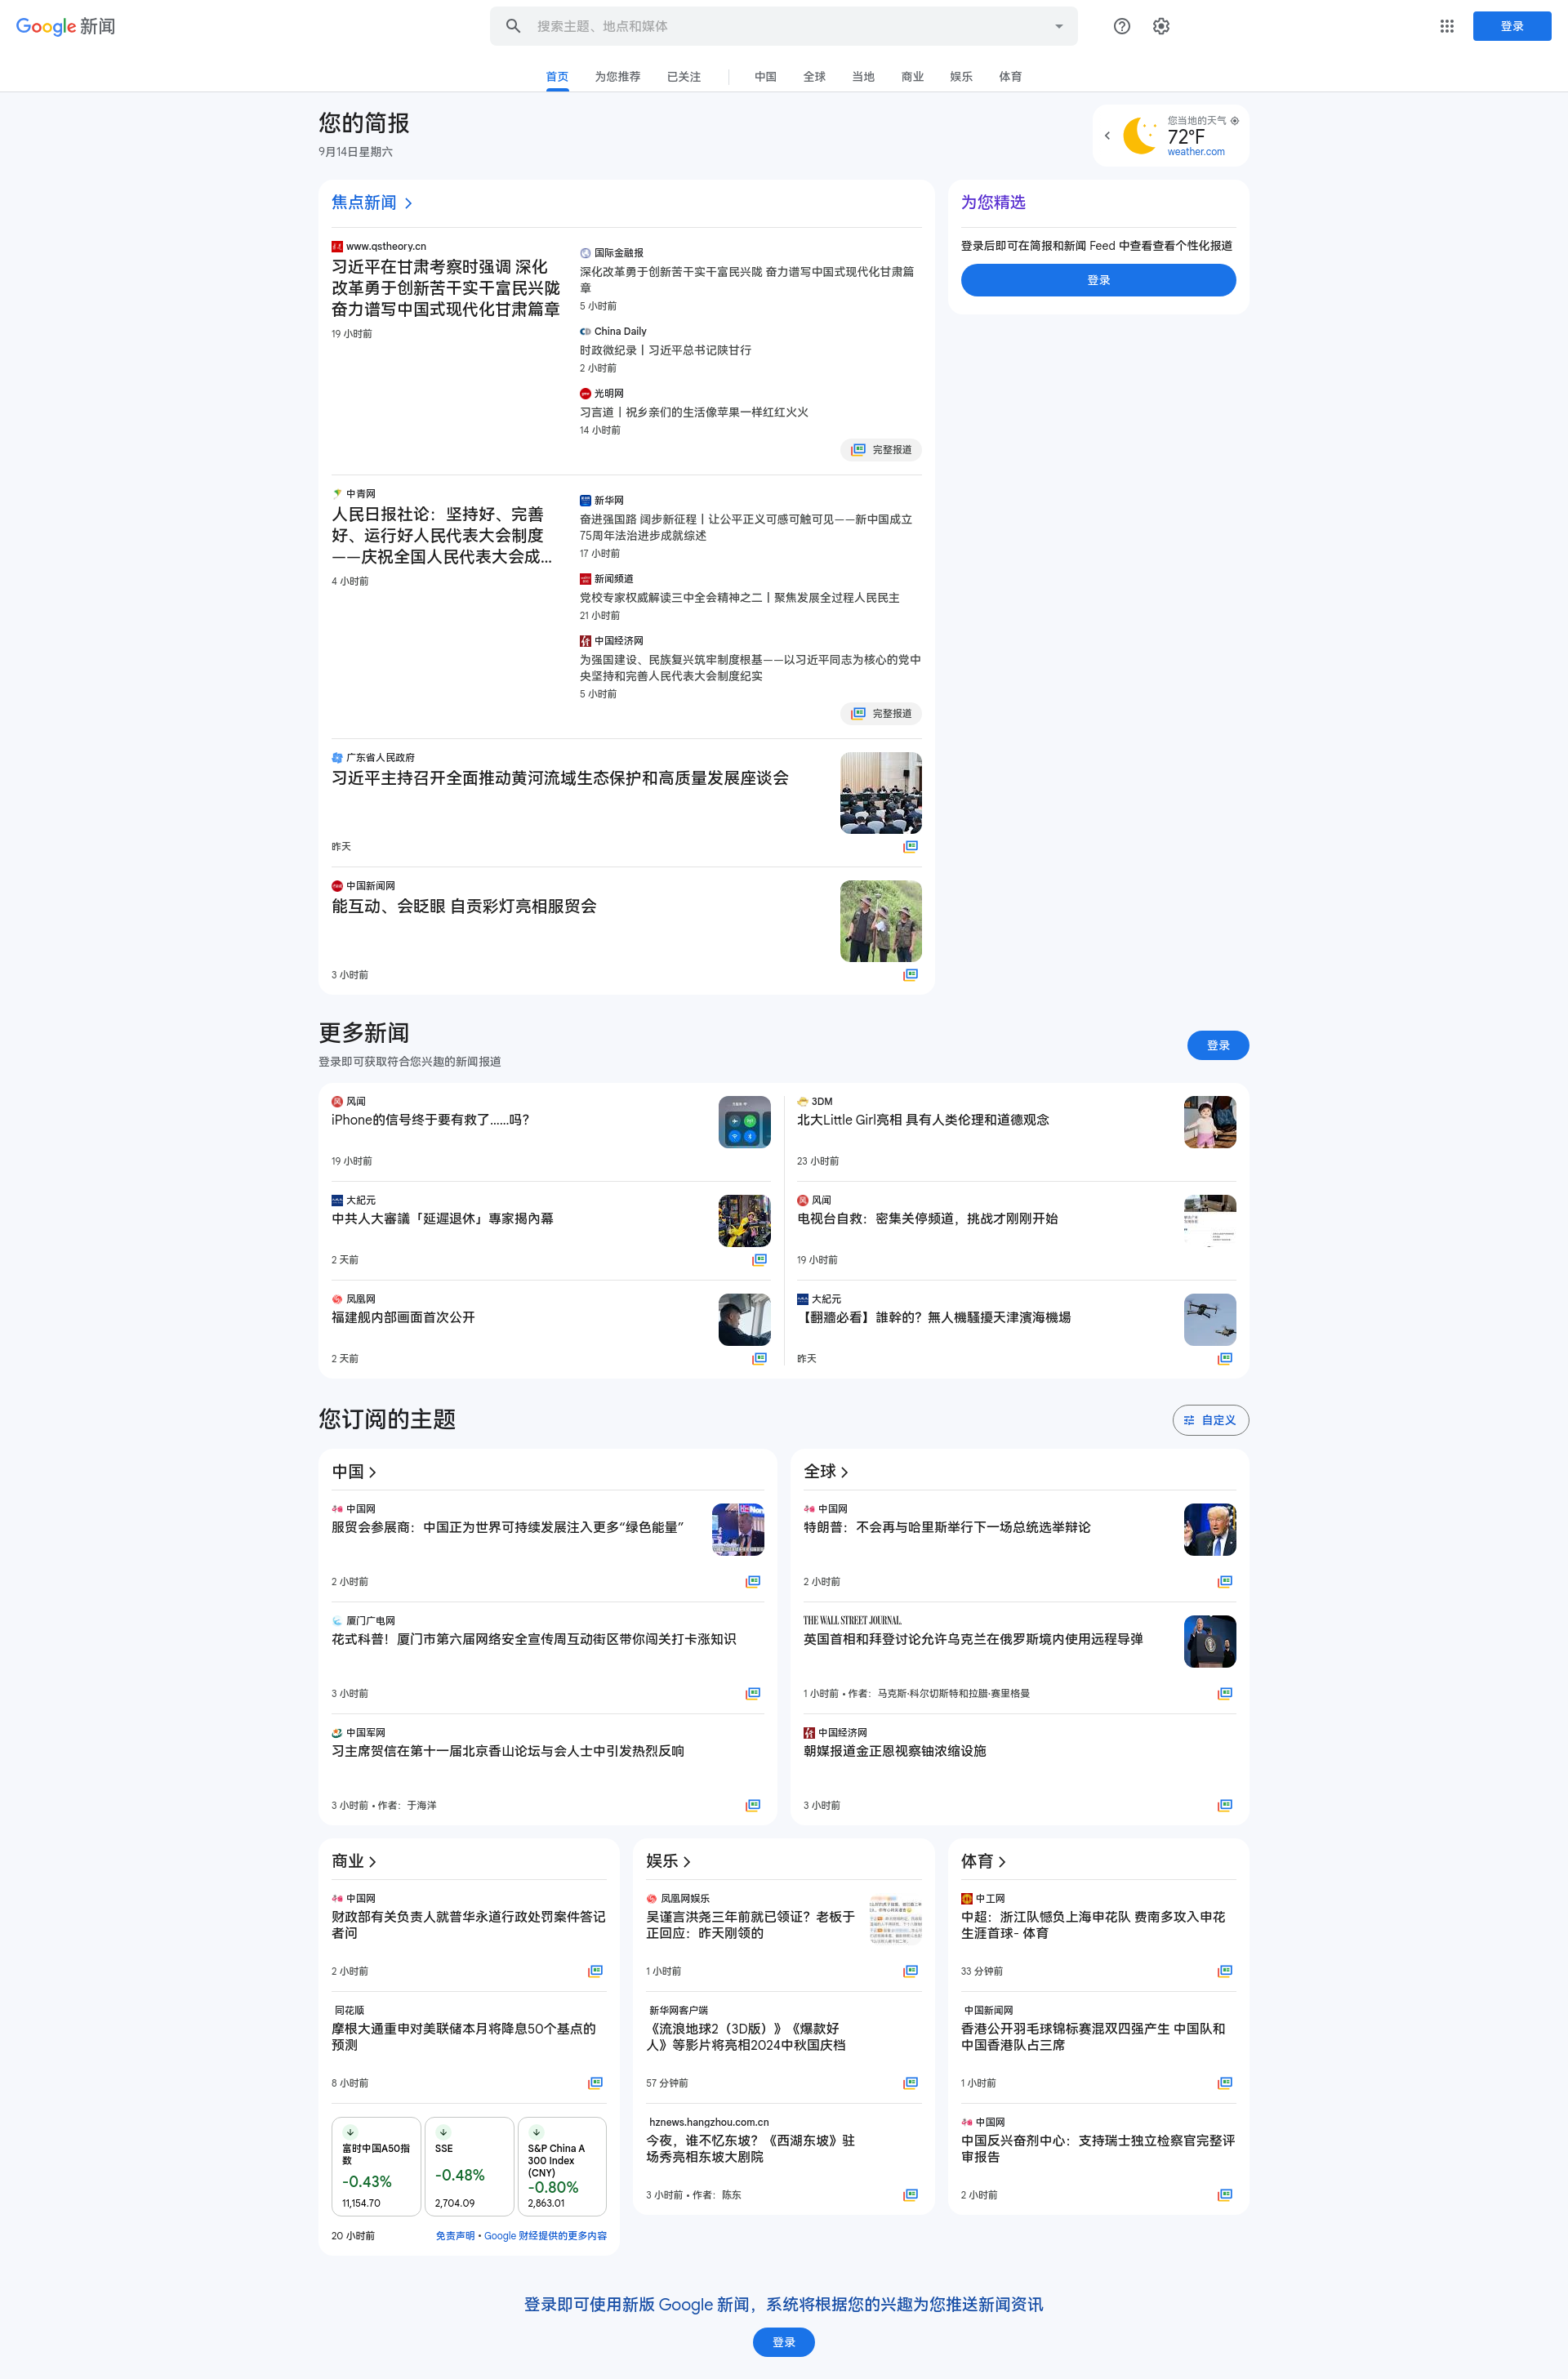 Google 新闻
搜索主题、地点和媒体
登录
首页
为您推荐
已关注
中国
全球
当地
商业
娱乐
体育
您的简报
9月14日星期六
您当地的天气
72°F
weather.com
焦点新闻
www.qstheory.cn
习近平在甘肃考察时强调 深化
改革勇于创新苦干实干富民兴陇
奋力谱写中国式现代化甘肃篇章
19 小时前
国际金融报
深化改革勇于创新苦干实干富民兴陇 奋力谱写中国式现代化甘肃篇
章
5 小时前
China Daily
时政微纪录丨习近平总书记陕甘行
2 小时前
光明网
习言道丨祝乡亲们的生活像苹果一样红红火火
14 小时前
完整报道
为您精选
登录后即可在简报和新闻 Feed 中查看查看个性化报道
登录
中青网
人民日报社论：坚持好、完善
好、运行好人民代表大会制度
——庆祝全国人民代表大会成...
4 小时前
新华网
奋进强国路 阔步新征程丨让公平正义可感可触可见——新中国成立
75周年法治进步成就综述
17 小时前
新闻频道
党校专家权威解读三中全会精神之二丨聚焦发展全过程人民民主
21 小时前
中国经济网
为强国建设、民族复兴筑牢制度根基——以习近平同志为核心的党中
央坚持和完善人民代表大会制度纪实
5 小时前
完整报道
广东省人民政府
习近平主持召开全面推动黄河流域生态保护和高质量发展座谈会
昨天
中国新闻网
能互动、会眨眼 自贡彩灯亮相服贸会
3 小时前
更多新闻
登录即可获取符合您兴趣的新闻报道
登录
风闻
iPhone的信号终于要有救了……吗？
19 小时前
3DM
北大Little Girl亮相 具有人类伦理和道德观念
23 小时前
大紀元
中共人大審議「延遲退休」專家揭內幕
2 天前
风闻
电视台自救：密集关停频道，挑战才刚刚开始
19 小时前
凤凰网
福建舰内部画面首次公开
2 天前
大紀元
【翻牆必看】誰幹的？無人機騷擾天津濱海機場
昨天
您订阅的主题
自定义
中国
中国网
服贸会参展商：中国正为世界可持续发展注入更多“绿色能量”
2 小时前
厦门广电网
花式科普！厦门市第六届网络安全宣传周互动街区带你闯关打卡涨知识
3 小时前
中国军网
习主席贺信在第十一届北京香山论坛与会人士中引发热烈反响
3 小时前 • 作者：于海洋
全球
中国网
特朗普：不会再与哈里斯举行下一场总统选举辩论
2 小时前
THE WALL STREET JOURNAL.
英国首相和拜登讨论允许乌克兰在俄罗斯境内使用远程导弹
1 小时前 • 作者：马克斯·科尔切斯特和拉腊·赛里格曼
中国经济网
朝媒报道金正恩视察铀浓缩设施
3 小时前
商业
中国网
财政部有关负责人就普华永道行政处罚案件答记
者问
2 小时前
同花顺
摩根大通重申对美联储本月将降息50个基点的
预测
8 小时前
富时中国A50指
数
-0.43%
11,154.70
SSE
-0.48%
2,704.09
S&P China A
300 Index
(CNY)
-0.80%
2,863.01
20 小时前
免责声明 • Google 财经提供的更多内容
娱乐
凤凰网娱乐
吴谨言洪尧三年前就已领证？老板于
正回应：昨天刚领的
1 小时前
新华网客户端
《流浪地球2（3D版）》《爆款好
人》等影片将亮相2024中秋国庆档
57 分钟前
hznews.hangzhou.com.cn
今夜，谁不忆东坡？《西湖东坡》驻
场秀亮相东坡大剧院
3 小时前 • 作者：陈东
体育
中工网
中超：浙江队憾负上海申花队 费南多攻入申花
生涯首球- 体育
33 分钟前
中国新闻网
香港公开羽毛球锦标赛混双四强产生 中国队和
中国香港队占三席
1 小时前
中国网
中国反兴奋剂中心：支持瑞士独立检察官完整评
审报告
2 小时前
登录即可使用新版 Google 新闻，系统将根据您的兴趣为您推送新闻资讯
登录